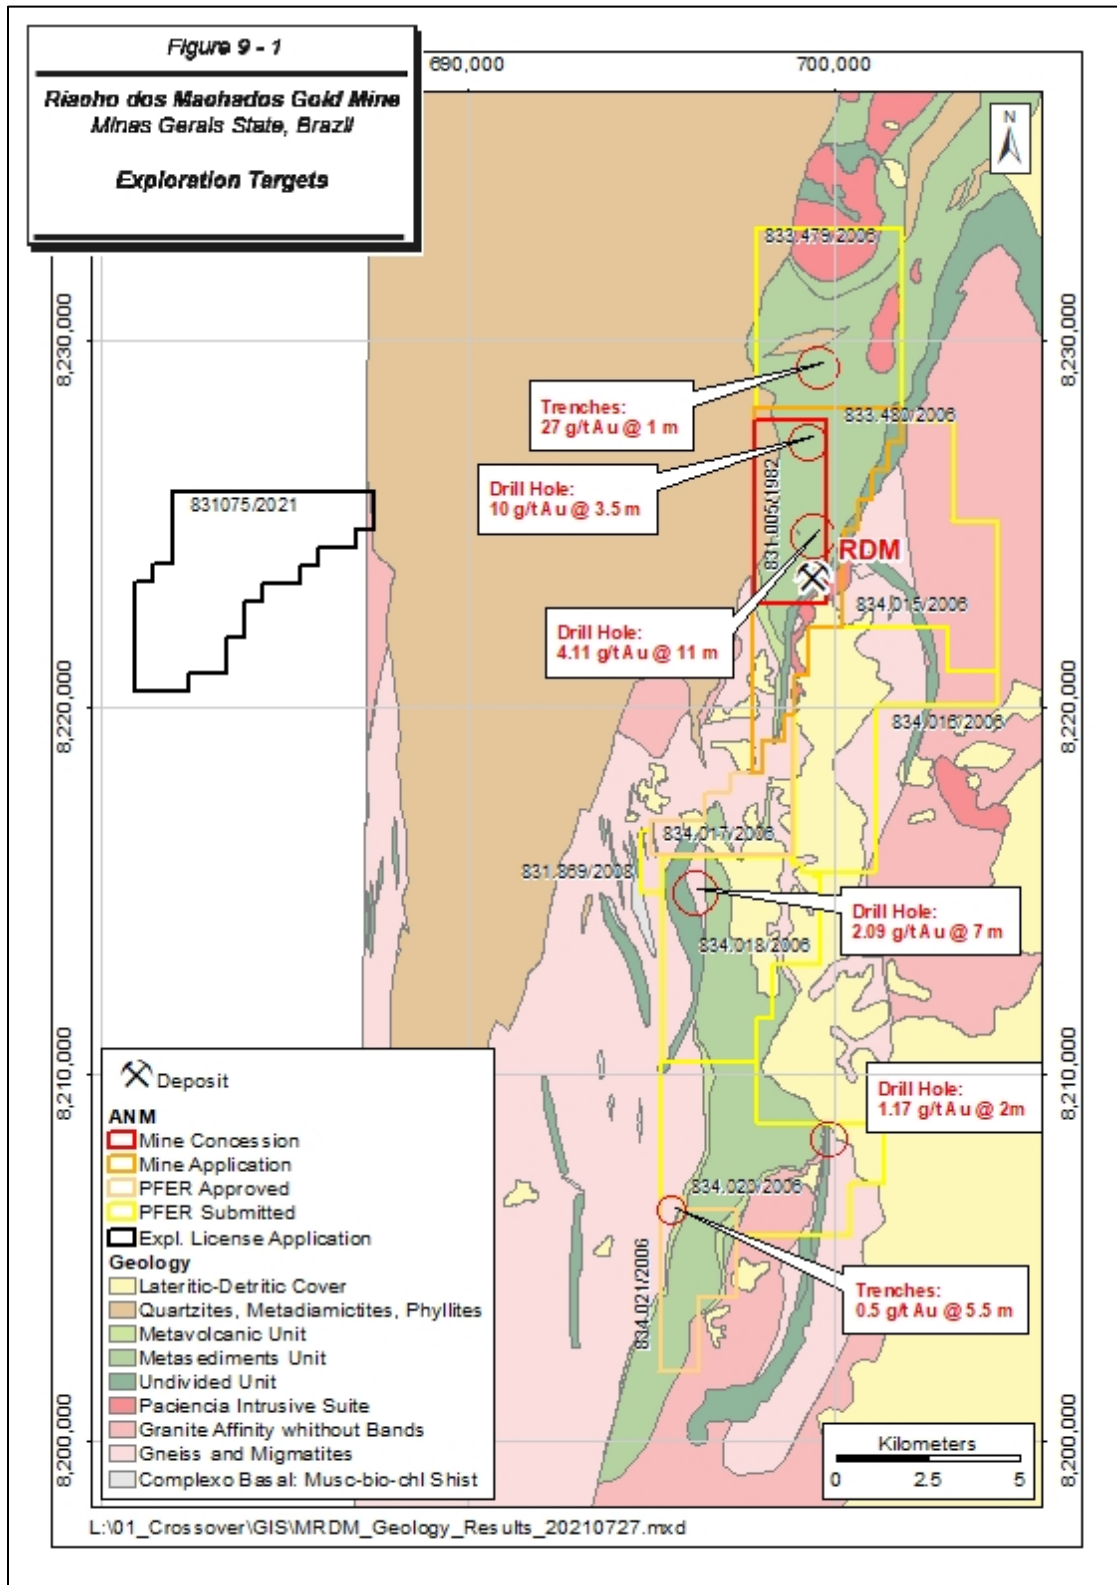 Figure 9 - 1
Riacho dos Machados Gold Mine
Minas Gerais State, Brazil
Exploration Targets
690,000
700,000
N
833.479/2006
8,230,000
8,230,000
Trenches:
27 g/t Au @ 1 m
833.480/2006
Drill Hole:
10 g/t Au @ 3.5 m
831.005/1982
831075/2021
RDM
834.015/2006
Drill Hole:
4.11 g/t Au @ 11 m
8,220,000
8,220,000
834.016/2006
834.017/2006
831.869/2008
Drill Hole:
2.09 g/t Au @ 7 m
834.018/2006
8,210,000
8,210,000
Drill Hole:
1.17 g/t Au @ 2m
834.020/2006
834.021/2006
Trenches:
0.5 g/t Au @ 5.5 m
Deposit
ANM
Mine Concession
Mine Application
PFER Approved
PFER Submitted
Expl. License Application
Geology
Lateritic-Detritic Cover
Quartzites, Metadiamictites, Phyllites
Metavolcanic Unit
Metasediments Unit
Undivided Unit
Paciencia Intrusive Suite
Granite Affinity whithout Bands
Gneiss and Migmatites
Complexo Basal: Musc-bio-chl Shist
8,200,000
8,200,000
Kilometers
0 2.5 5
L:\01_Crossover\GIS\MRDM_Geology_Results_20210727.mxd